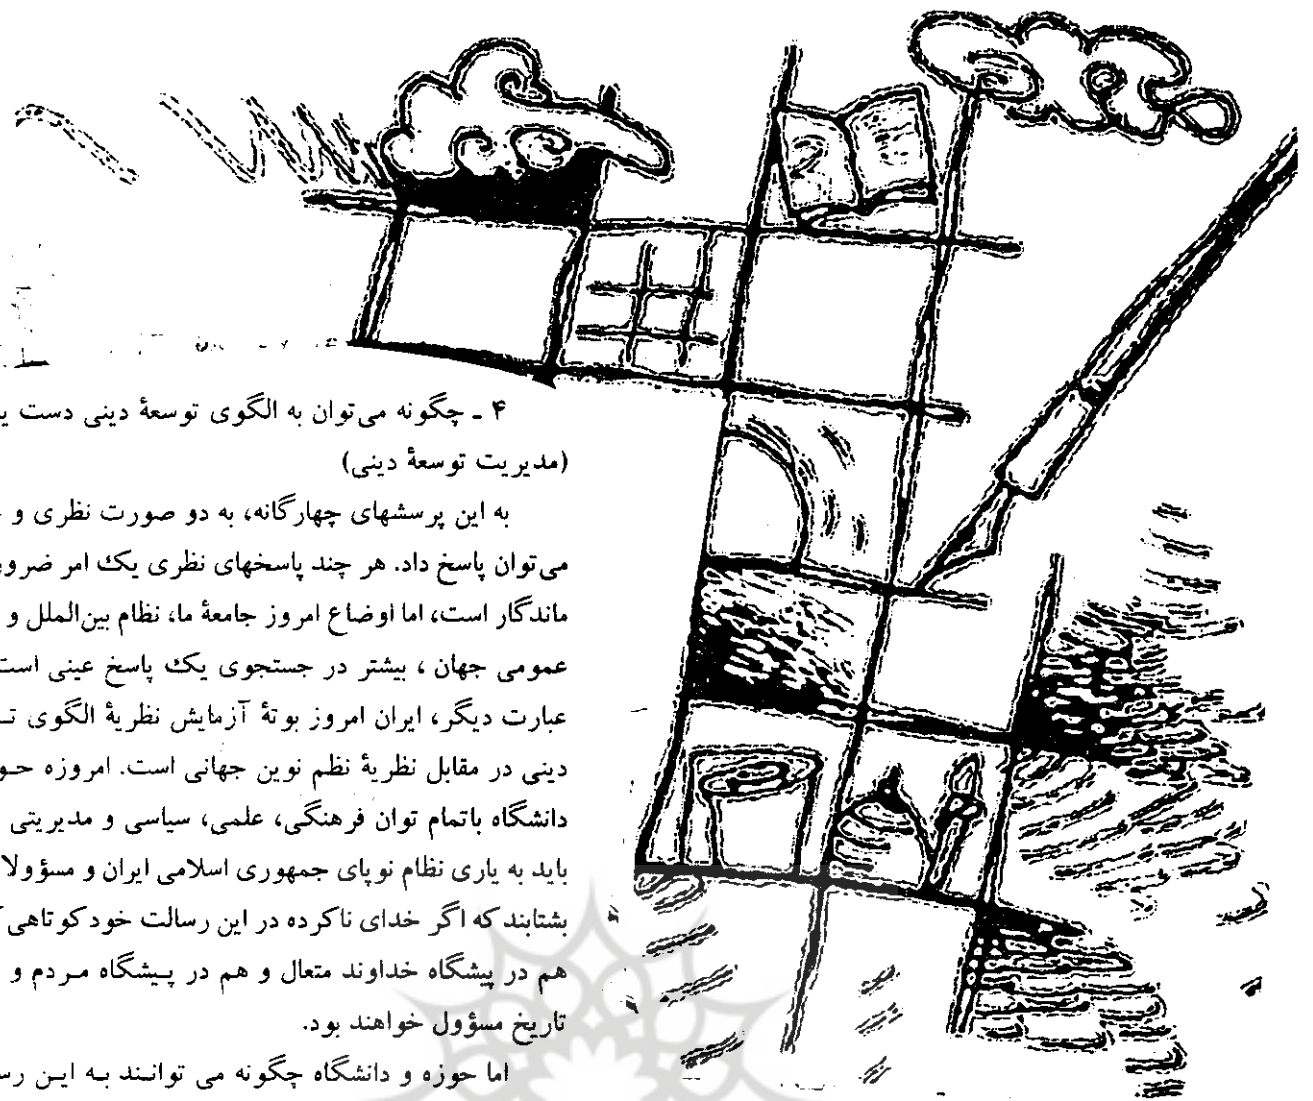 ۴ ـ چگونه می‌توان به الگوی توسعهٔ دینی دست
(مدیریت توسعهٔ دینی)
به این پرسشهای چهارگانه، به دو صورت نظری و
می‌توان پاسخ داد. هر چند پاسخهای نظری یک امر
ماندگار است، اما اوضاع امروز جامعهٔ ما، نظام بین‌الملل و
عمومی جهان ، بیشتر در جستجوی یک پاسخ عینی است
عبارت دیگر، ایران امروز بوتهٔ آزمایش نظریهٔ الگوی
دینی در مقابل نظریهٔ نظم نوین جهانی است. امروزه
دانشگاه باتمام توان فرهنگی، علمی، سیاسی و مدیریتی
باید به یاری نظام نوپای جمهوری اسلامی ایران و
بشتابند که اگر خدای ناکرده در این رسالت خود کوتاهی
هم در پیشگاه خداوند متعال و هم در پیشگاه مردم و
تاریخ مسؤول خواهند بود.
اما حوزه و دانشگاه چگونه می توانند به این